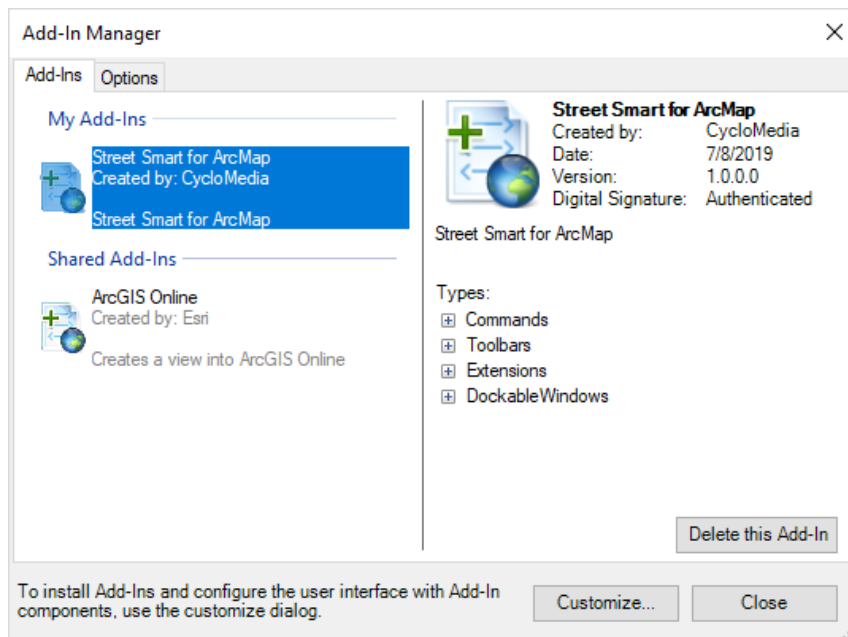 Add-In Manager
Add-Ins
Options
My Add-Ins
Street Smart for ArcMap
Created by: CycloMedia
Street Smart for ArcMap
Shared Add-Ins
ArcGIS Online
Created by: Esri
Creates a view into ArcGIS Online
Street Smart for ArcMap
Created by: CycloMedia
Date: 7/8/2019
Version: 1.0.0.0
Digital Signature: Authenticated
Street Smart for ArcMap
Types:
Commands
Toolbars
Extensions
DockableWindows
Delete this Add-In
To install Add-Ins and configure the user interface with Add-In
components, use the customize dialog.
Customize...
Close